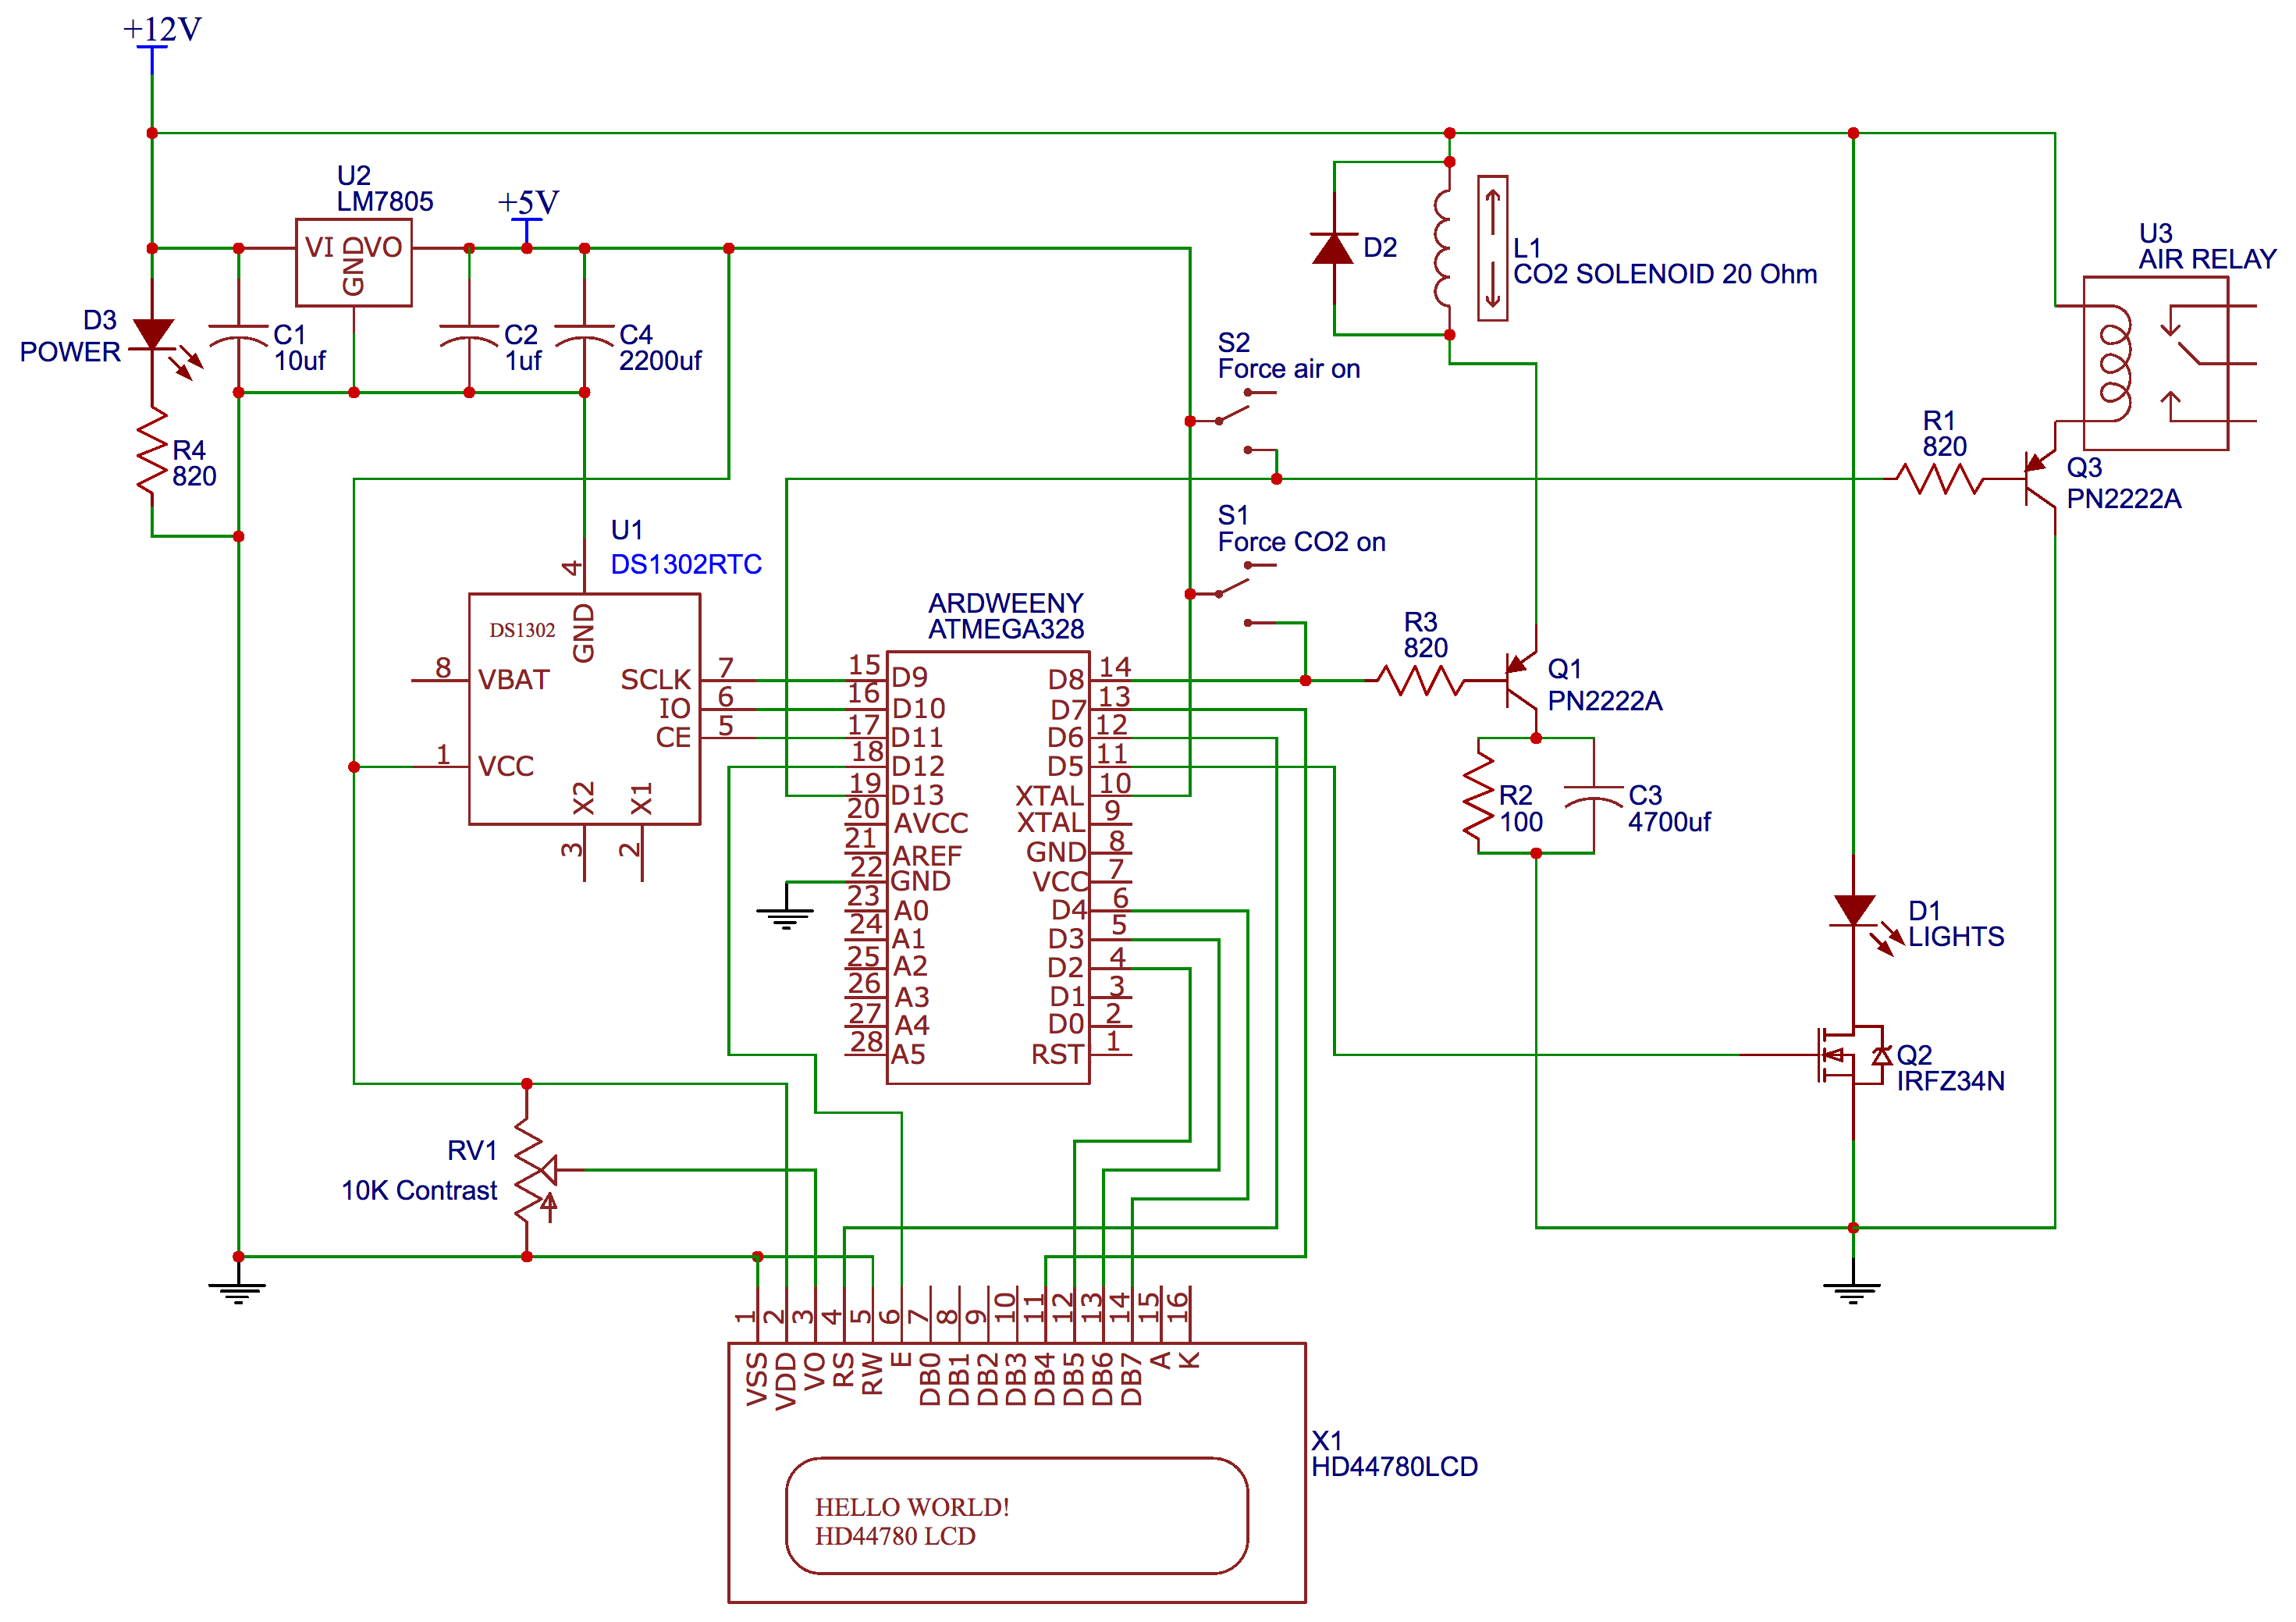 +12V
U2
LM7805
+5V
VI
GND
VO
D3
POWER
C1
10uf
C2
1uf
C4
2200uf
R4
820
D2
L1
CO2 SOLENOID 20 Ohm
U3
AIR RELAY
S2
Force air on
R1
820
Q3
PN2222A
S1
Force CO2 on
U1
DS1302RTC
4
DS1302
GND
8
VBAT
SCLK
7
IO
6
CE
5
1
VCC
X2
X1
3
2
ARDWEENY
ATMEGA328
15
D9
16
D10
17
D11
18
D12
19
D13
20
AVCC
21
AREF
22
GND
23
A0
24
A1
25
A2
26
A3
27
A4
28
A5
D8
14
D7
13
D6
12
D5
11
XTAL
10
XTAL
9
GND
8
VCC
7
D4
6
D3
5
D2
4
D1
3
D0
2
RST
1
R3
820
Q1
PN2222A
R2
100
C3
4700uf
D1
LIGHTS
Q2
IRFZ34N
RV1
10K Contrast
1
2
3
4
5
6
7
8
9
10
11
12
13
14
15
16
VSS
VDD
VO
RS
RW
E
DB0
DB1
DB2
DB3
DB4
DB5
DB6
DB7
A
K
X1
HD44780LCD
HELLO WORLD!
HD44780 LCD